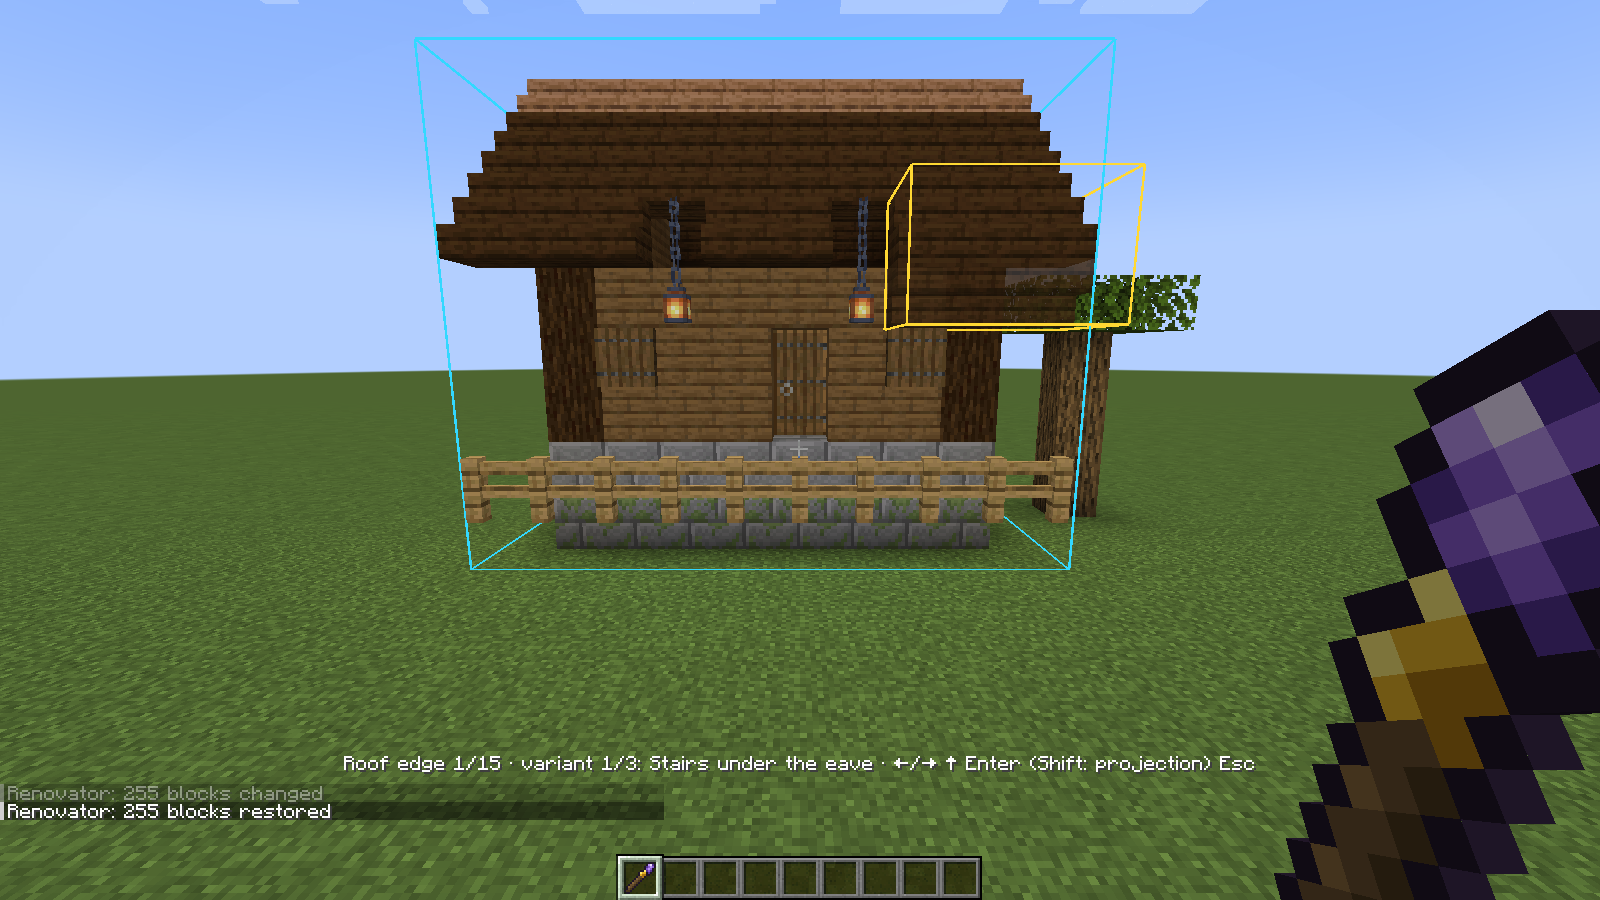 Roof edge 1/15 · variant 1/3: Stairs under the eave · ←/→ ↑ Enter (Shift: projection) Esc
Renovator: 255 blocks changed
Renovator: 255 blocks restored